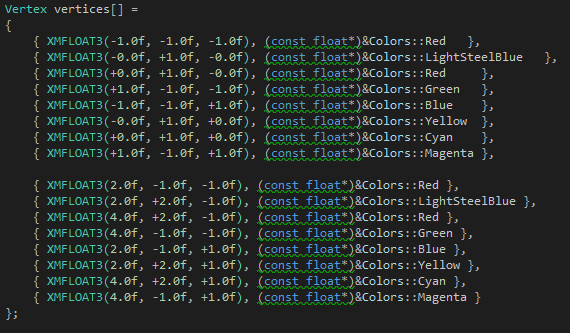 Vertex vertices[] =
{
    { XMFLOAT3(-1.0f, -1.0f, -1.0f), (const float*)&Colors::Red   },
    { XMFLOAT3(-0.0f, +1.0f, -0.0f), (const float*)&Colors::LightSteelBlue   },
    { XMFLOAT3(+0.0f, +1.0f, -0.0f), (const float*)&Colors::Red     },
    { XMFLOAT3(+1.0f, -1.0f, -1.0f), (const float*)&Colors::Green   },
    { XMFLOAT3(-1.0f, -1.0f, +1.0f), (const float*)&Colors::Blue    },
    { XMFLOAT3(-0.0f, +1.0f, +0.0f), (const float*)&Colors::Yellow  },
    { XMFLOAT3(+0.0f, +1.0f, +0.0f), (const float*)&Colors::Cyan    },
    { XMFLOAT3(+1.0f, -1.0f, +1.0f), (const float*)&Colors::Magenta },
    { XMFLOAT3(2.0f, -1.0f, -1.0f), (const float*)&Colors::Red },
    { XMFLOAT3(2.0f, +2.0f, -1.0f), (const float*)&Colors::LightSteelBlue },
    { XMFLOAT3(4.0f, +2.0f, -1.0f), (const float*)&Colors::Red },
    { XMFLOAT3(4.0f, -1.0f, -1.0f), (const float*)&Colors::Green },
    { XMFLOAT3(2.0f, -1.0f, +1.0f), (const float*)&Colors::Blue },
    { XMFLOAT3(2.0f, +2.0f, +1.0f), (const float*)&Colors::Yellow },
    { XMFLOAT3(4.0f, +2.0f, +1.0f), (const float*)&Colors::Cyan },
    { XMFLOAT3(4.0f, -1.0f, +1.0f), (const float*)&Colors::Magenta }
};